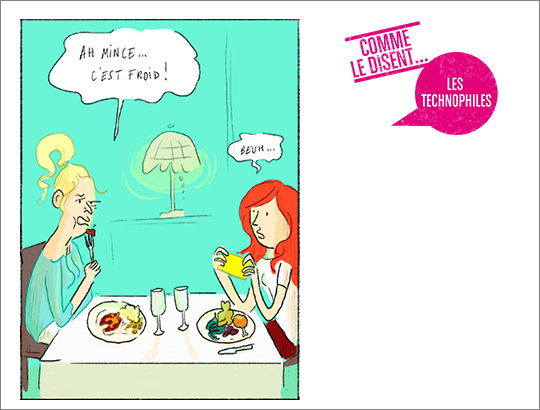 AH MINCE...
C'EST FROID !
BEUH...
COMME
LE DISENT...
LES
TECHNOPHILES